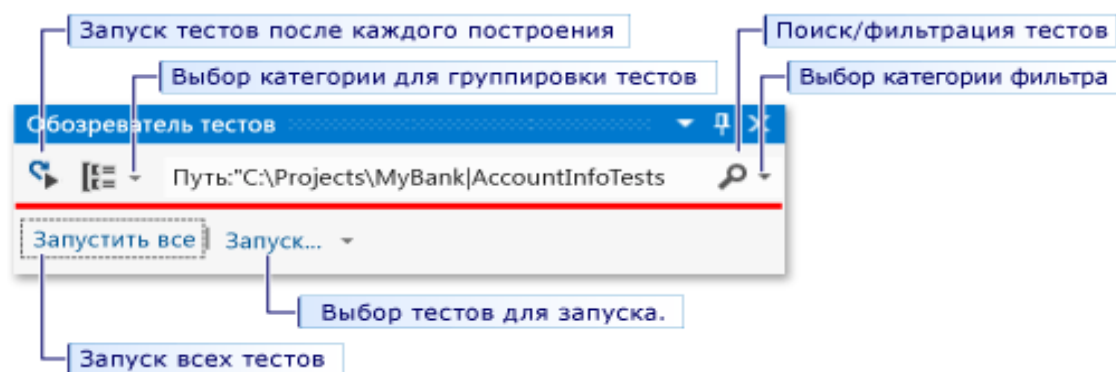 Запуск тестов после каждого построения
Поиск/фильтрация тестов
Выбор категории для группировки тестов
Выбор категории фильтра
Обозреватель тестов
Путь:"C:\Projects\MyBank|AccountInfoTests
Запустить все
Запуск...
Выбор тестов для запуска.
Запуск всех тестов